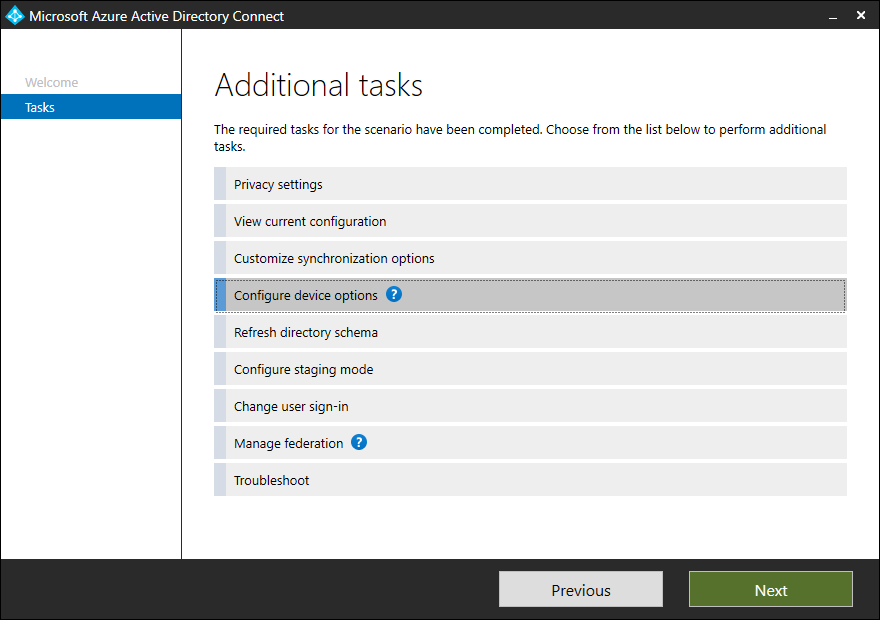 Microsoft Azure Active Directory Connect
Welcome
Tasks
Additional tasks
The required tasks for the scenario have been completed. Choose from the list below to perform additional
tasks.
Privacy settings
View current configuration
Customize synchronization options
Configure device options ?
Refresh directory schema
Configure staging mode
Change user sign-in
Manage federation ?
Troubleshoot
Previous
Next